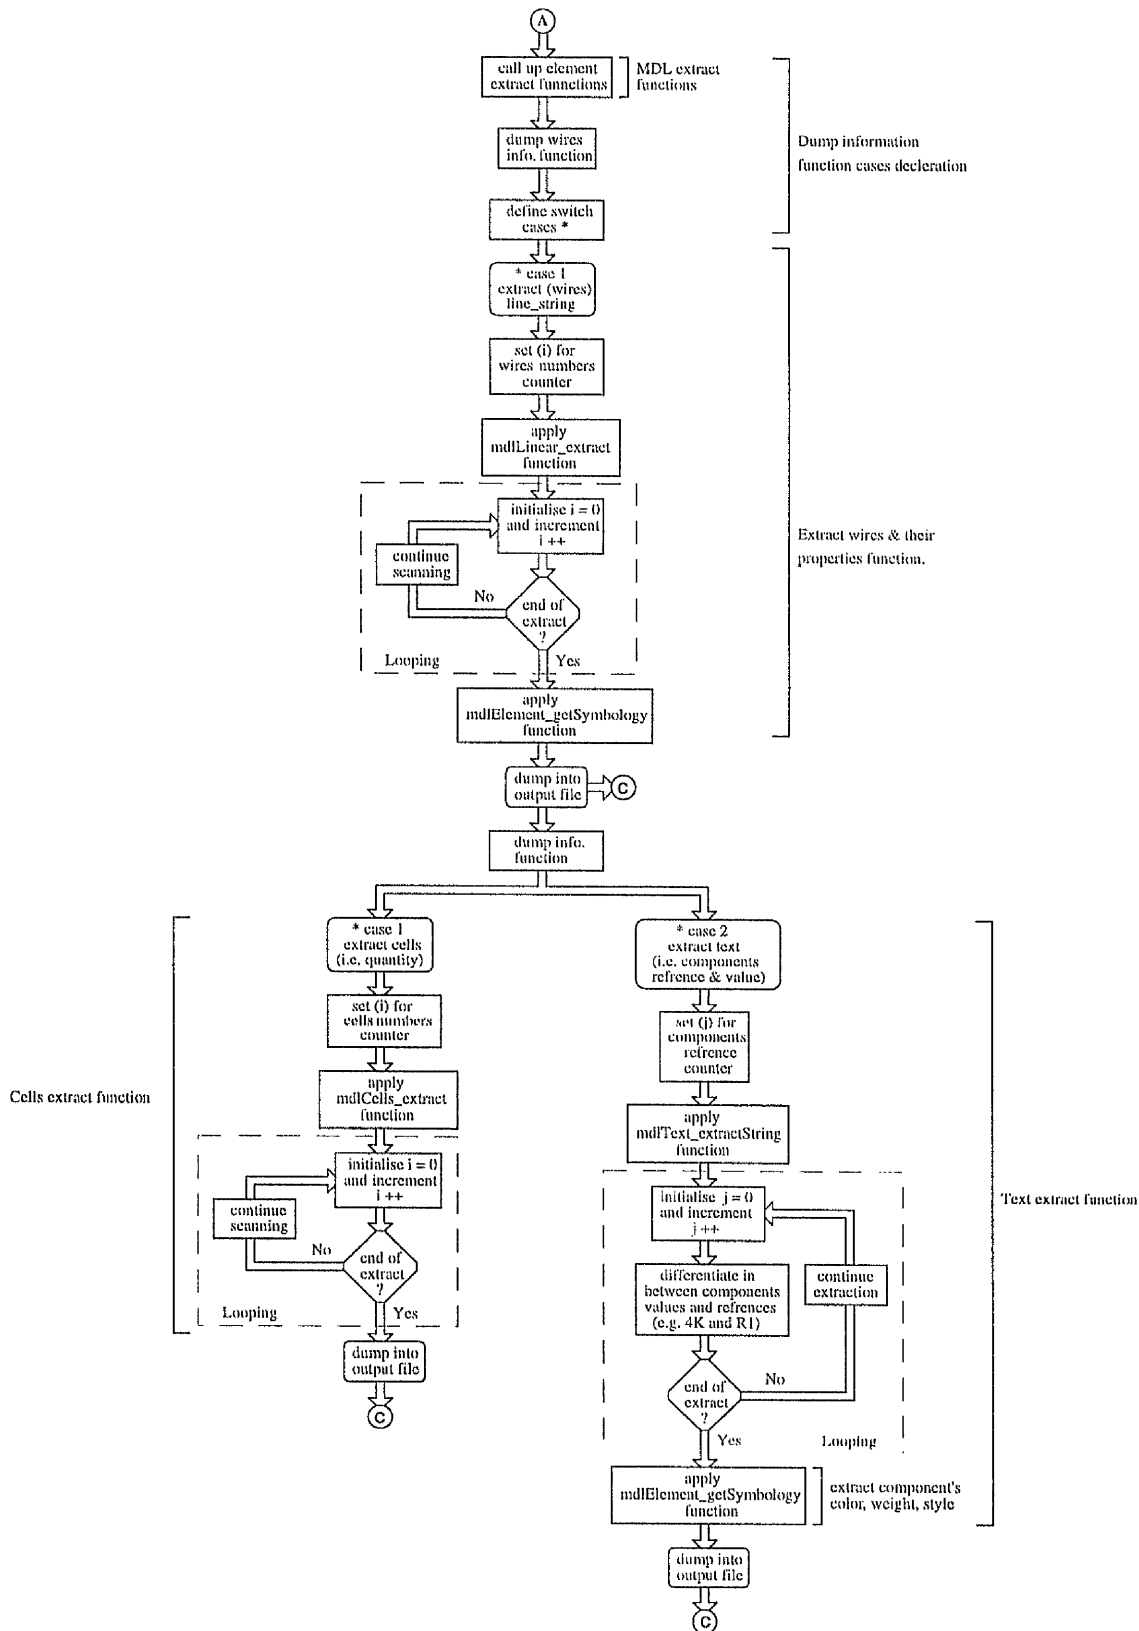 A
call up element
extract funnctions
MDL extract
functions
dump wires
info. function
Dump information
function cases decleration
define switch
cases *
* case 1
extract (wires)
line_string
set (i) for
wires numbers
counter
apply
mdlLinear_extract
function
initialise i = 0
and increment
i ++
continue
scanning
No
end of
extract
?
Looping
Yes
Extract wires & their
properties function.
apply
mdlElement_getSymbology
function
dump into
output file
C
dump info.
function
* case 1
extract cells
(i.e. quantity)
set (i) for
cells numbers
counter
apply
mdlCells_extract
function
Cells extract function
initialise i = 0
and increment
i ++
continue
scanning
No
end of
extract
?
Looping
Yes
dump into
output file
C
* case 2
extract text
(i.e. components
refrence & value)
set (j) for
components
refrence
counter
apply
mdlText_extractString
function
initialise j = 0
and increment
j ++
Text extract function
differentiate in
between components
values and refrences
(e.g. 4K and R1)
continue
extraction
end of
extract
?
No
Yes
Looping
apply
mdlElement_getSymbology
function
extract component's
color, weight, style
dump into
output file
C